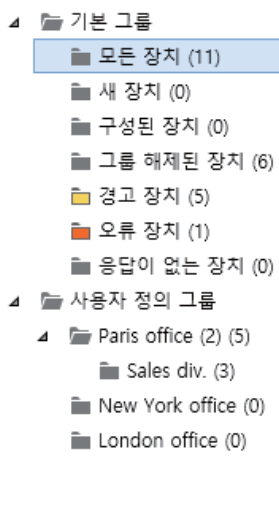 기본 그룹
모든 장치 (11)
새 장치 (0)
구성된 장치 (0)
그룹 해제된 장치 (6)
경고 장치 (5)
오류 장치 (1)
응답이 없는 장치 (0)
사용자 정의 그룹
Paris office (2) (5)
Sales div. (3)
New York office (0)
London office (0)